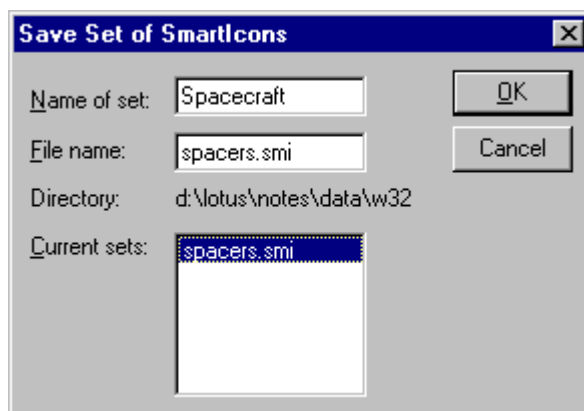 Save Set of SmartIcons
Name of set: Spacecraft
OK
File name: spacers.smi
Cancel
Directory: d:\lotus\notes\data\w32
Current sets: spacers.smi